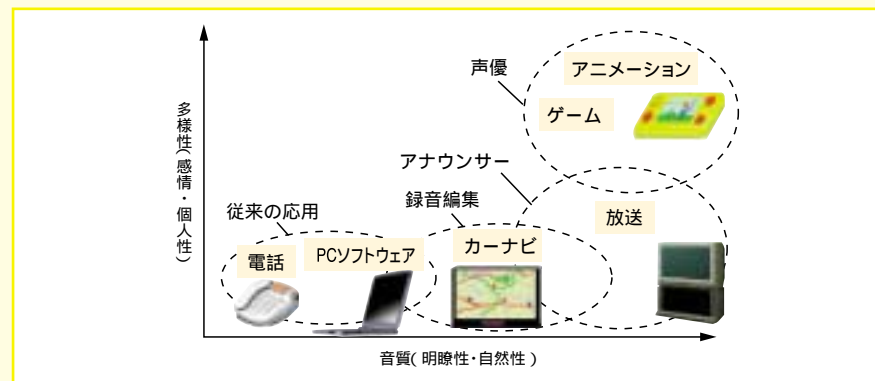 声優
アニメーション
ゲーム
多様性(感情・個人性)
アナウンサー
録音編集
放送
従来の応用
カーナビ
PCソフトウェア
電話
音質(明瞭性・自然性)